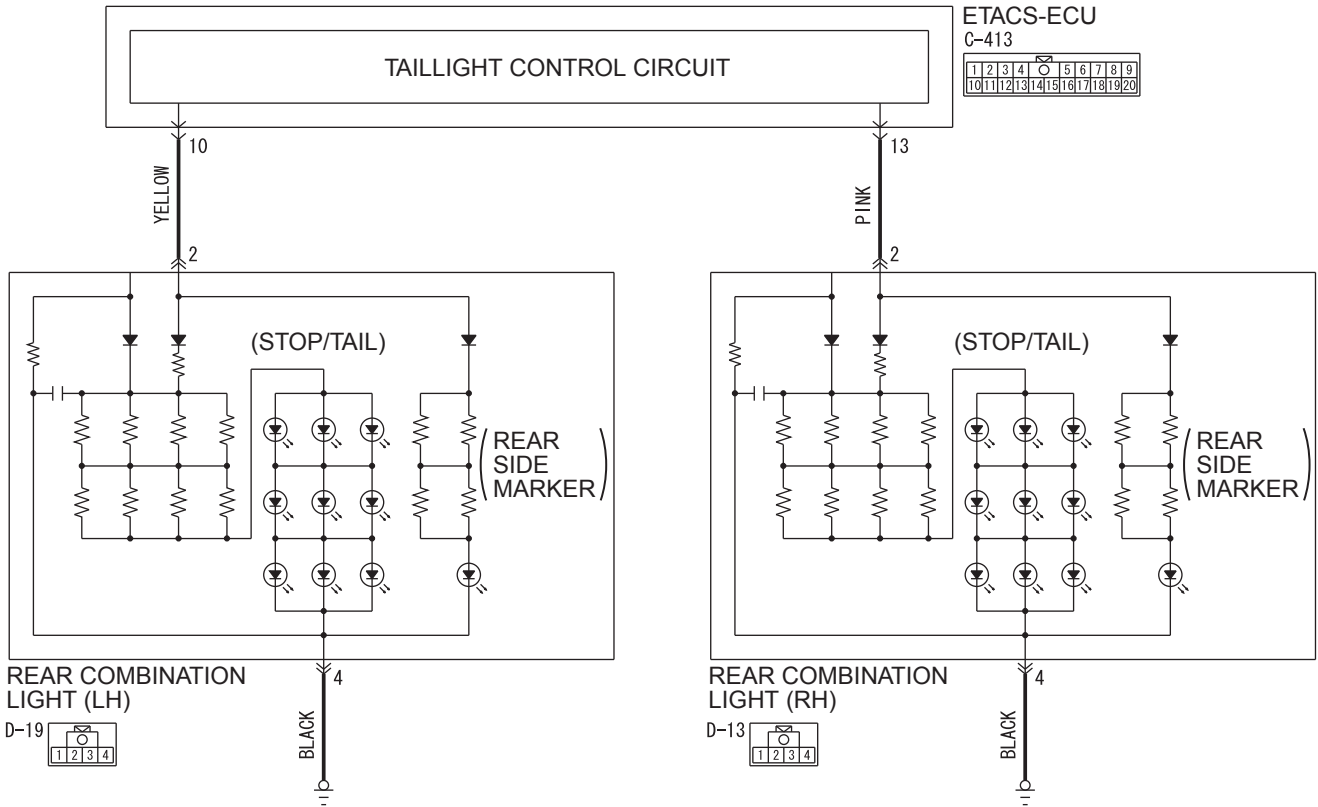 ETACS-ECU
C-413
1 2 3 4 5 6 7 8 9
10 11 12 13 14 15 16 17 18 19 20
TAILLIGHT CONTROL CIRCUIT
10
13
YELLOW
PINK
2
2
(STOP/TAIL)
(REAR
SIDE
MARKER)
(STOP/TAIL)
(REAR
SIDE
MARKER)
REAR COMBINATION
LIGHT (LH)
4
D-19
1 2 3 4
BLACK
REAR COMBINATION
LIGHT (RH)
4
D-13
1 2 3 4
BLACK